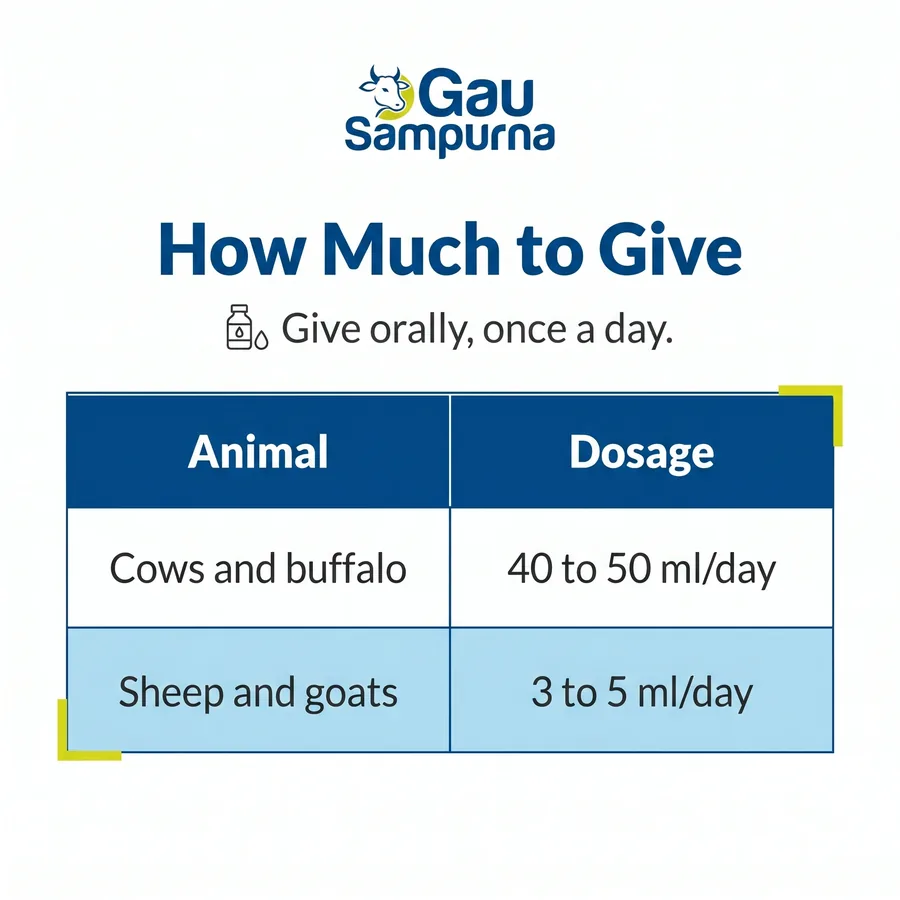 Gau
Sampurna
How Much to Give
Give orally, once a day.
Animal Dosage
Cows and buffalo 40 to 50 ml/day
Sheep and goats 3 to 5 ml/day